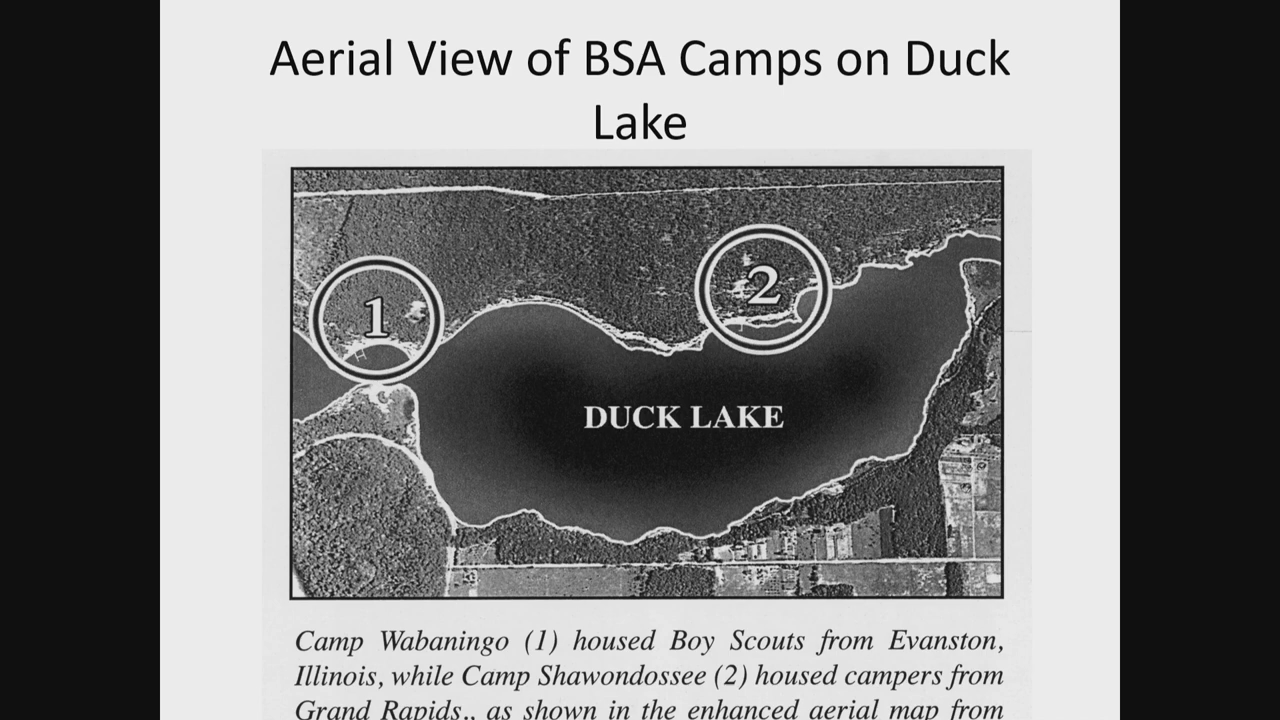 Aerial View of BSA Camps on Duck
Lake
1
2
DUCK LAKE
Camp Wabaningo (1) housed Boy Scouts from Evanston,
Illinois, while Camp Shawondossee (2) housed campers from
Grand Rapids., as shown in the enhanced aerial map from